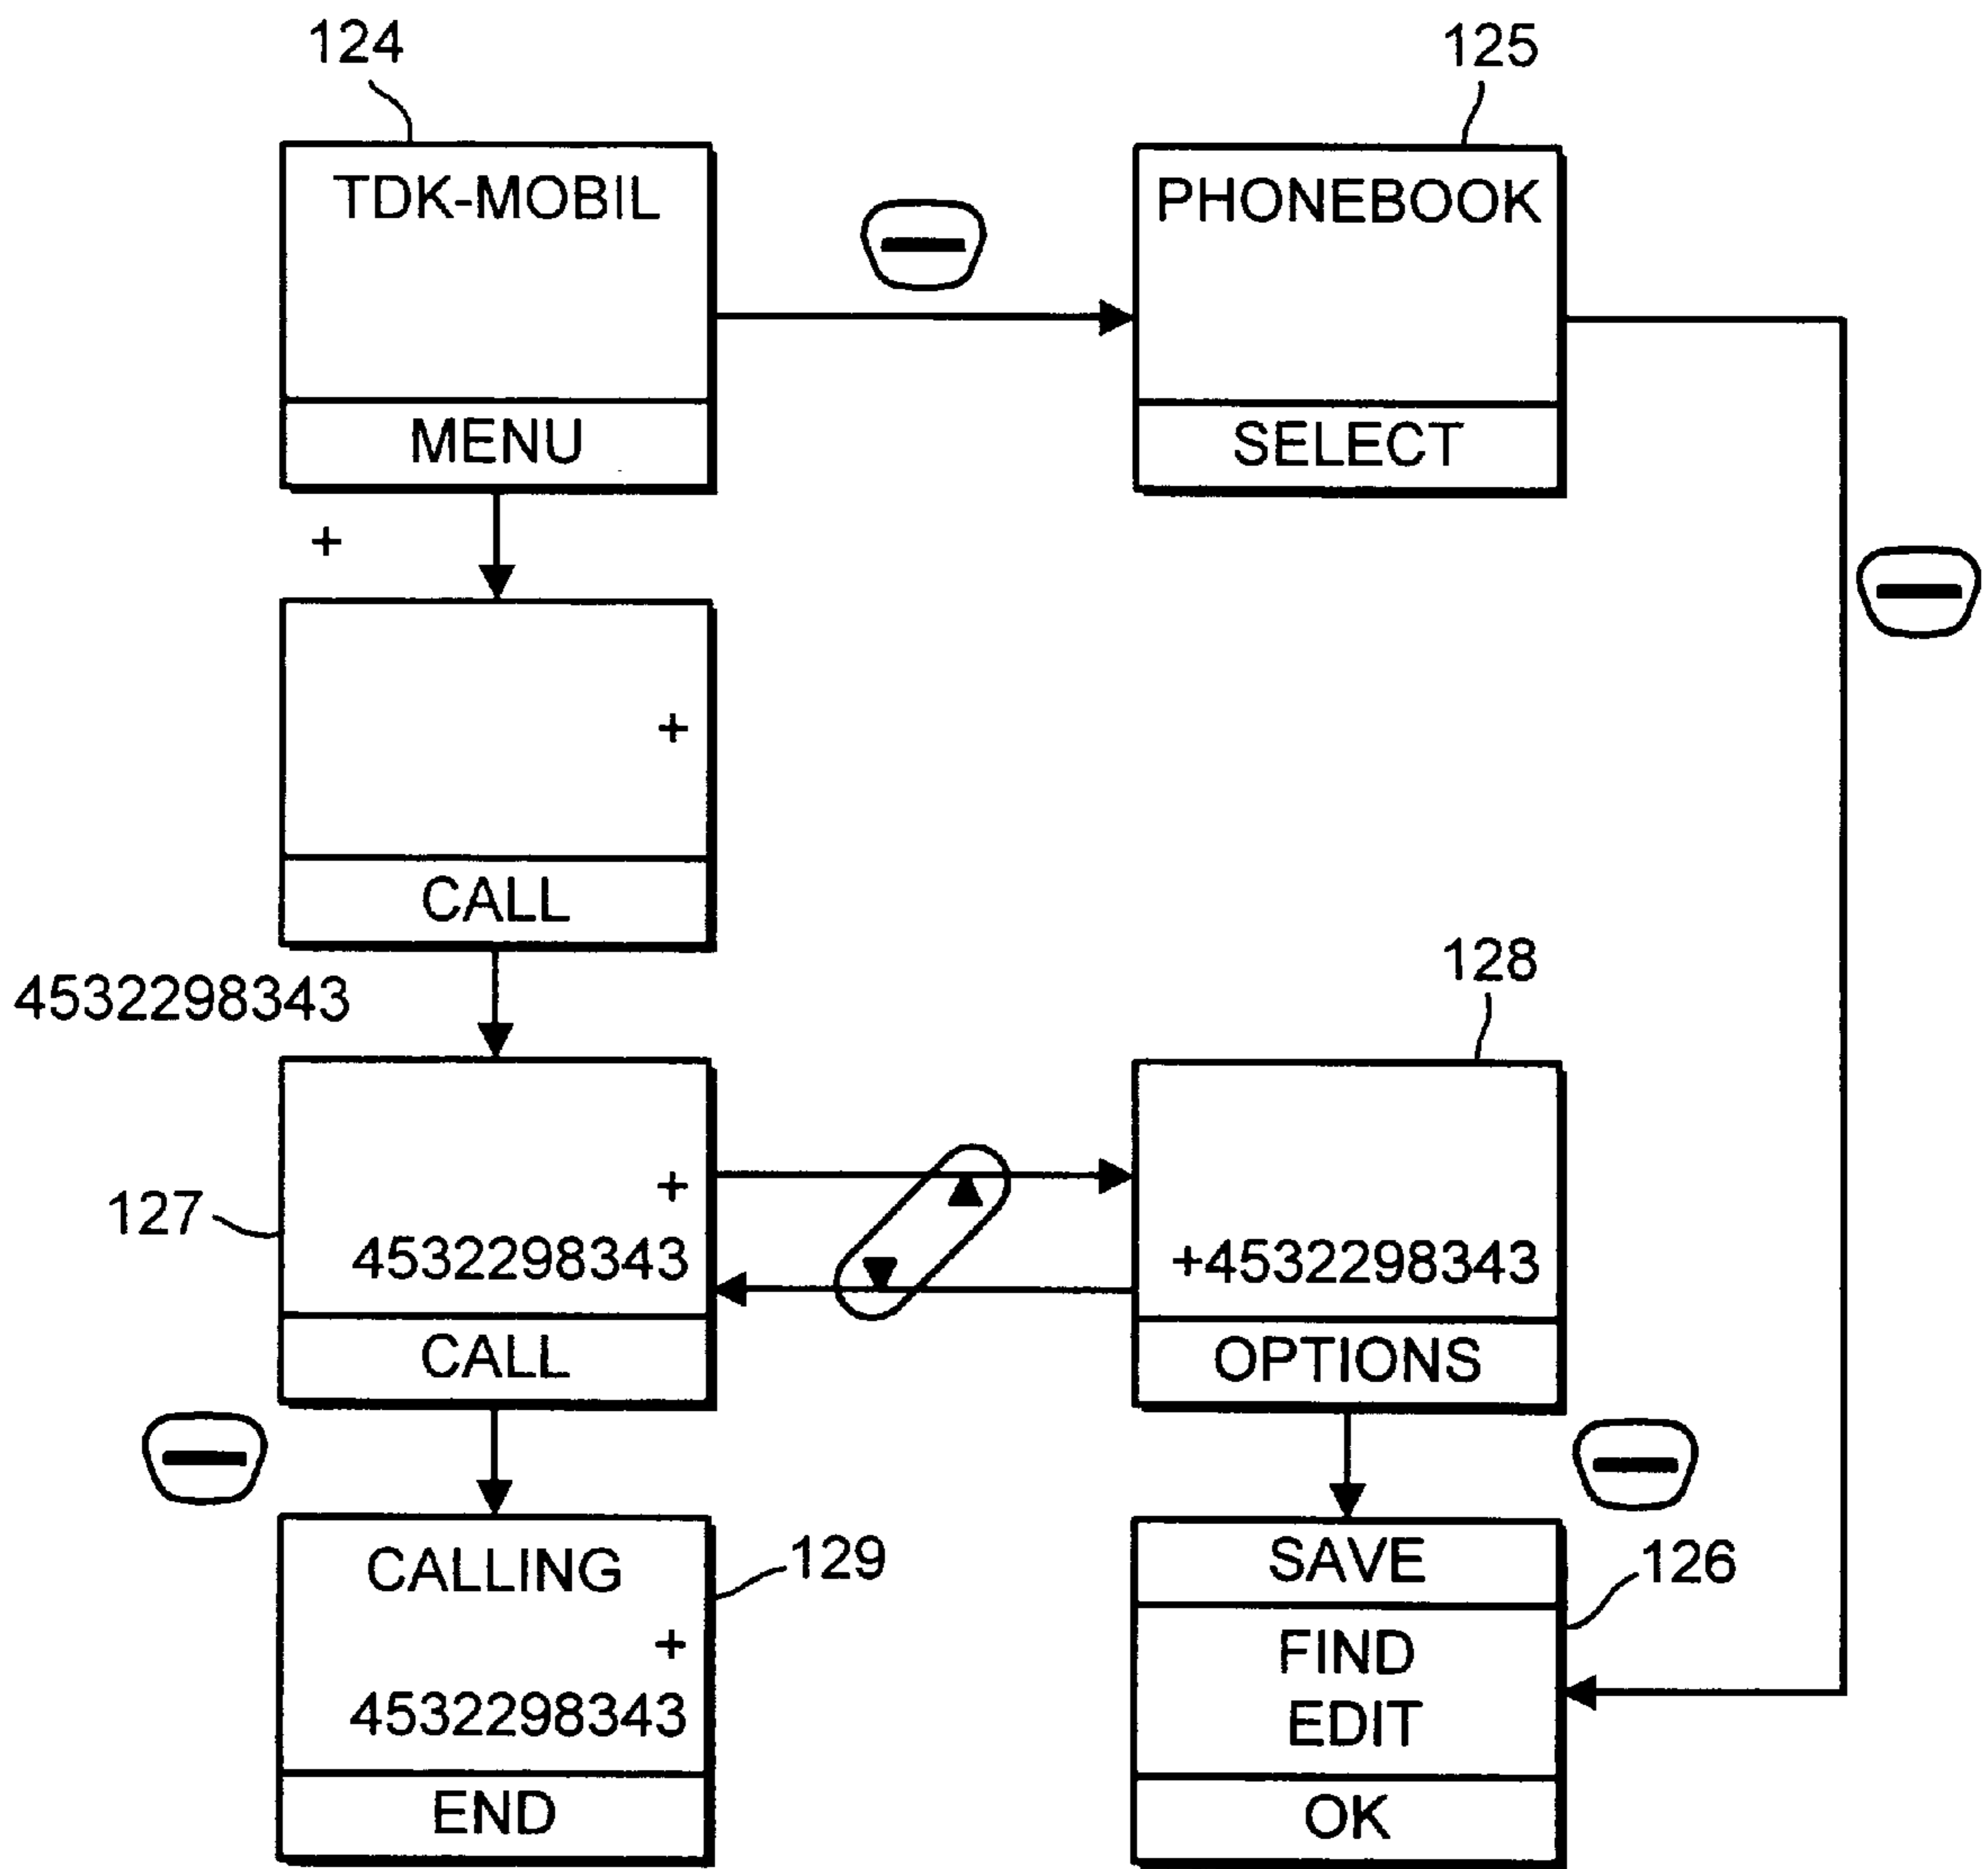 124
125
TDK-MOBIL
MENU
PHONEBOOK
SELECT
+
+
CALL
4532298343
127
+
4532298343
CALL
128
+4532298343
OPTIONS
CALLING
+
4532298343
END
129
SAVE
FIND
EDIT
OK
126